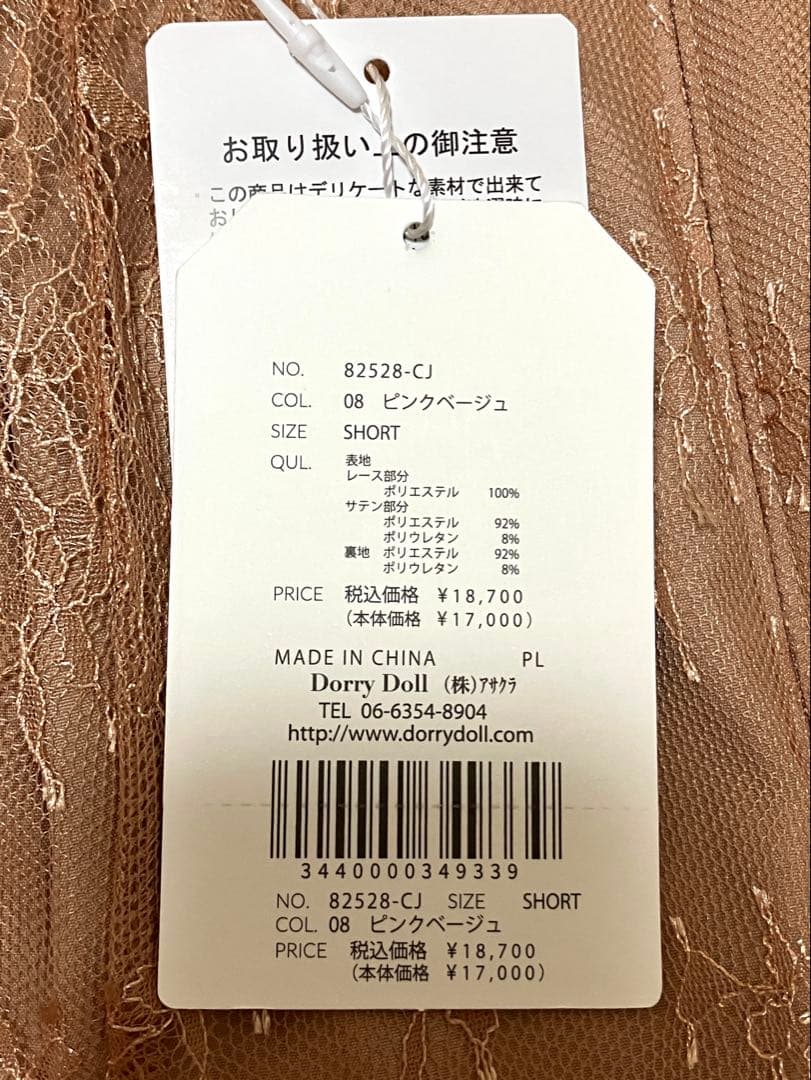 お取り扱い上の御注意
この商品はデリケートな素材で出来て
NO. 82528-CJ
COL. 08 ピンクベージュ
SIZE SHORT
QUL. 表地
レース部分
ポリエステル 100%
サテン部分
ポリエステル 92%
ポリウレタン 8%
裏地 ポリエステル 92%
ポリウレタン 8%
PRICE 税込価格 ¥18,700
(本体価格 ¥17,000)
MADE IN CHINA PL
Dorry Doll (株)ｱｻｸﾗ
TEL 06-6354-8904
http://www.dorrydoll.com
3440000349339
NO. 82528-CJ SIZE SHORT
COL. 08 ピンクベージュ
PRICE 税込価格 ¥18,700
(本体価格 ¥17,000)